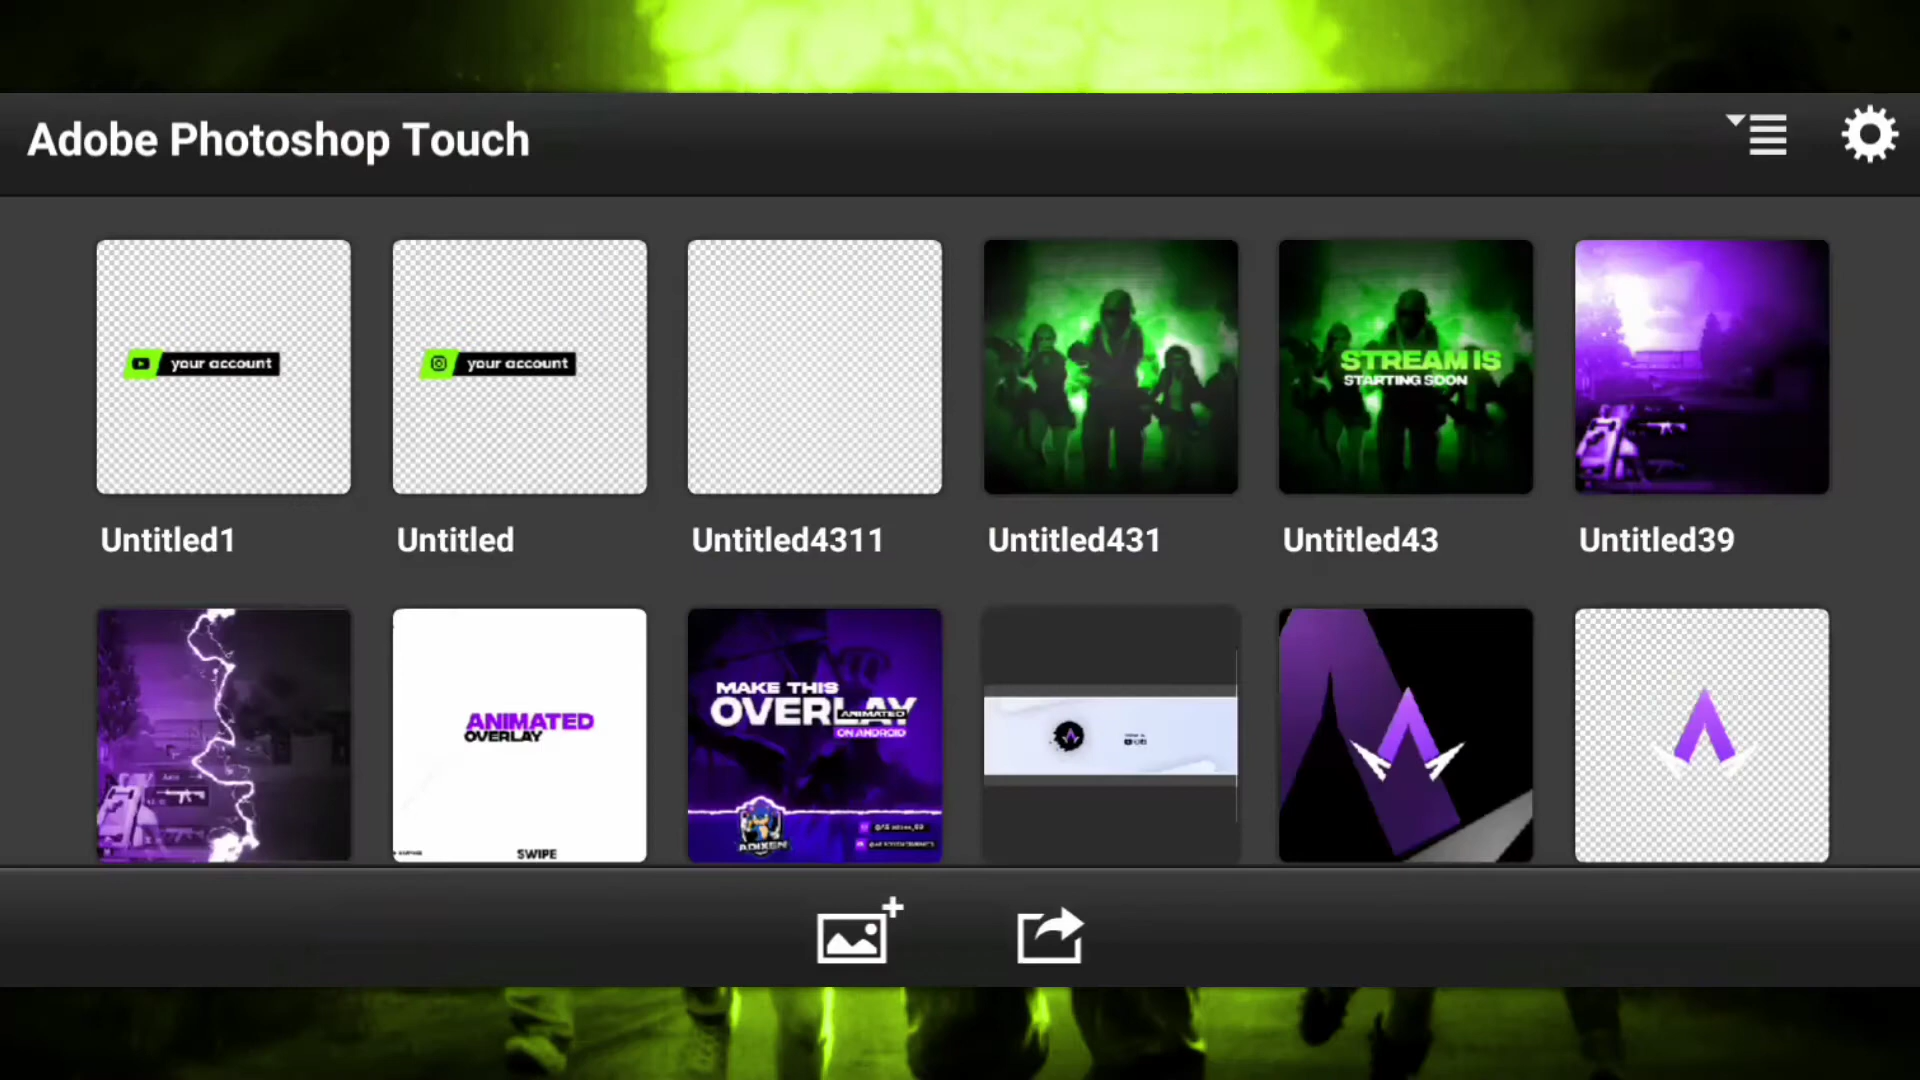 Adobe Photoshop Touch
your account
your account
STREAM IS
STARTING SOON
Untitled1
Untitled
Untitled4311
Untitled431
Untitled43
Untitled39
ANIMATED
OVERLAY
SWIPE
MAKE THIS
OVERLAY
ANIMATED
ON ANDROID
ADIXEN